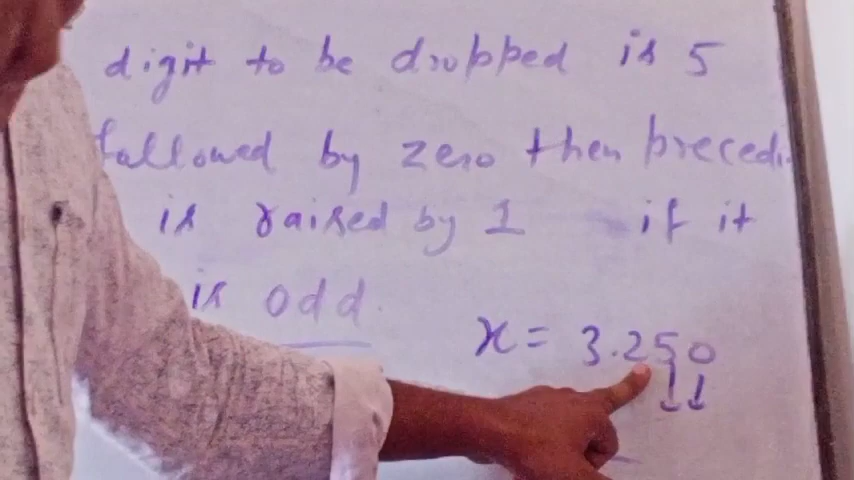 digit to be dropped is 5
followed by zero then precedi
is raised by 1 if it
is odd.
x = 3.250